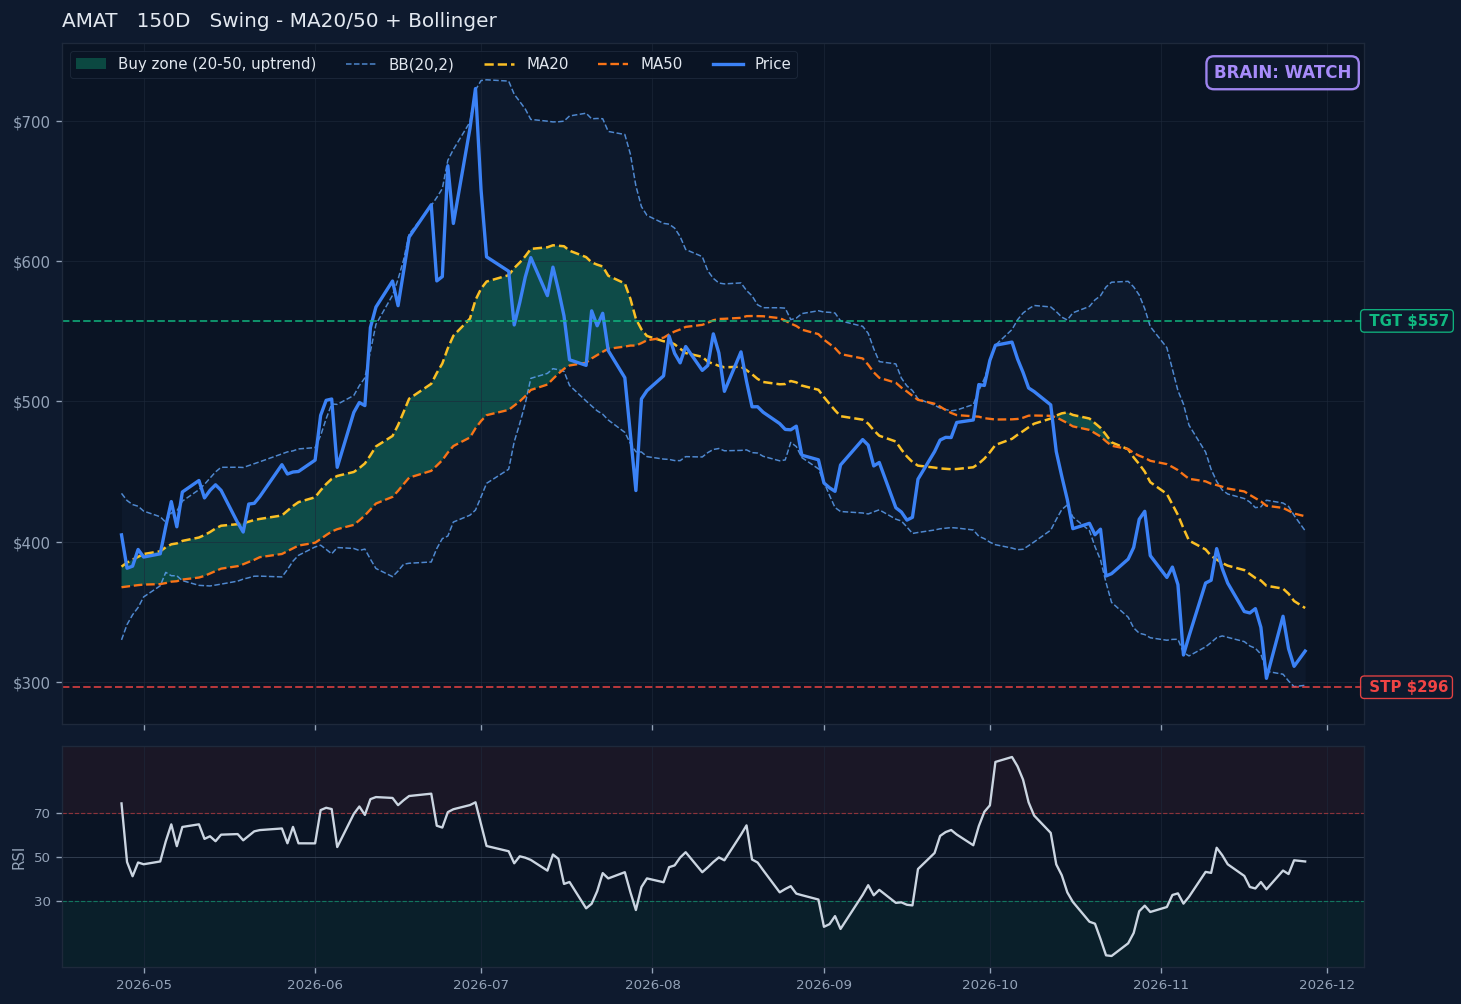 AMAT   150D   Swing - MA20/50 + Bollinger
Buy zone (20-50, uptrend)   BB(20,2)   MA20   MA50   Price
BRAIN: WATCH
$700
$600
TGT $557
$500
$400
$300
STP $296
RSI
70
50
30
2026-05   2026-06   2026-07   2026-08   2026-09   2026-10   2026-11   2026-12